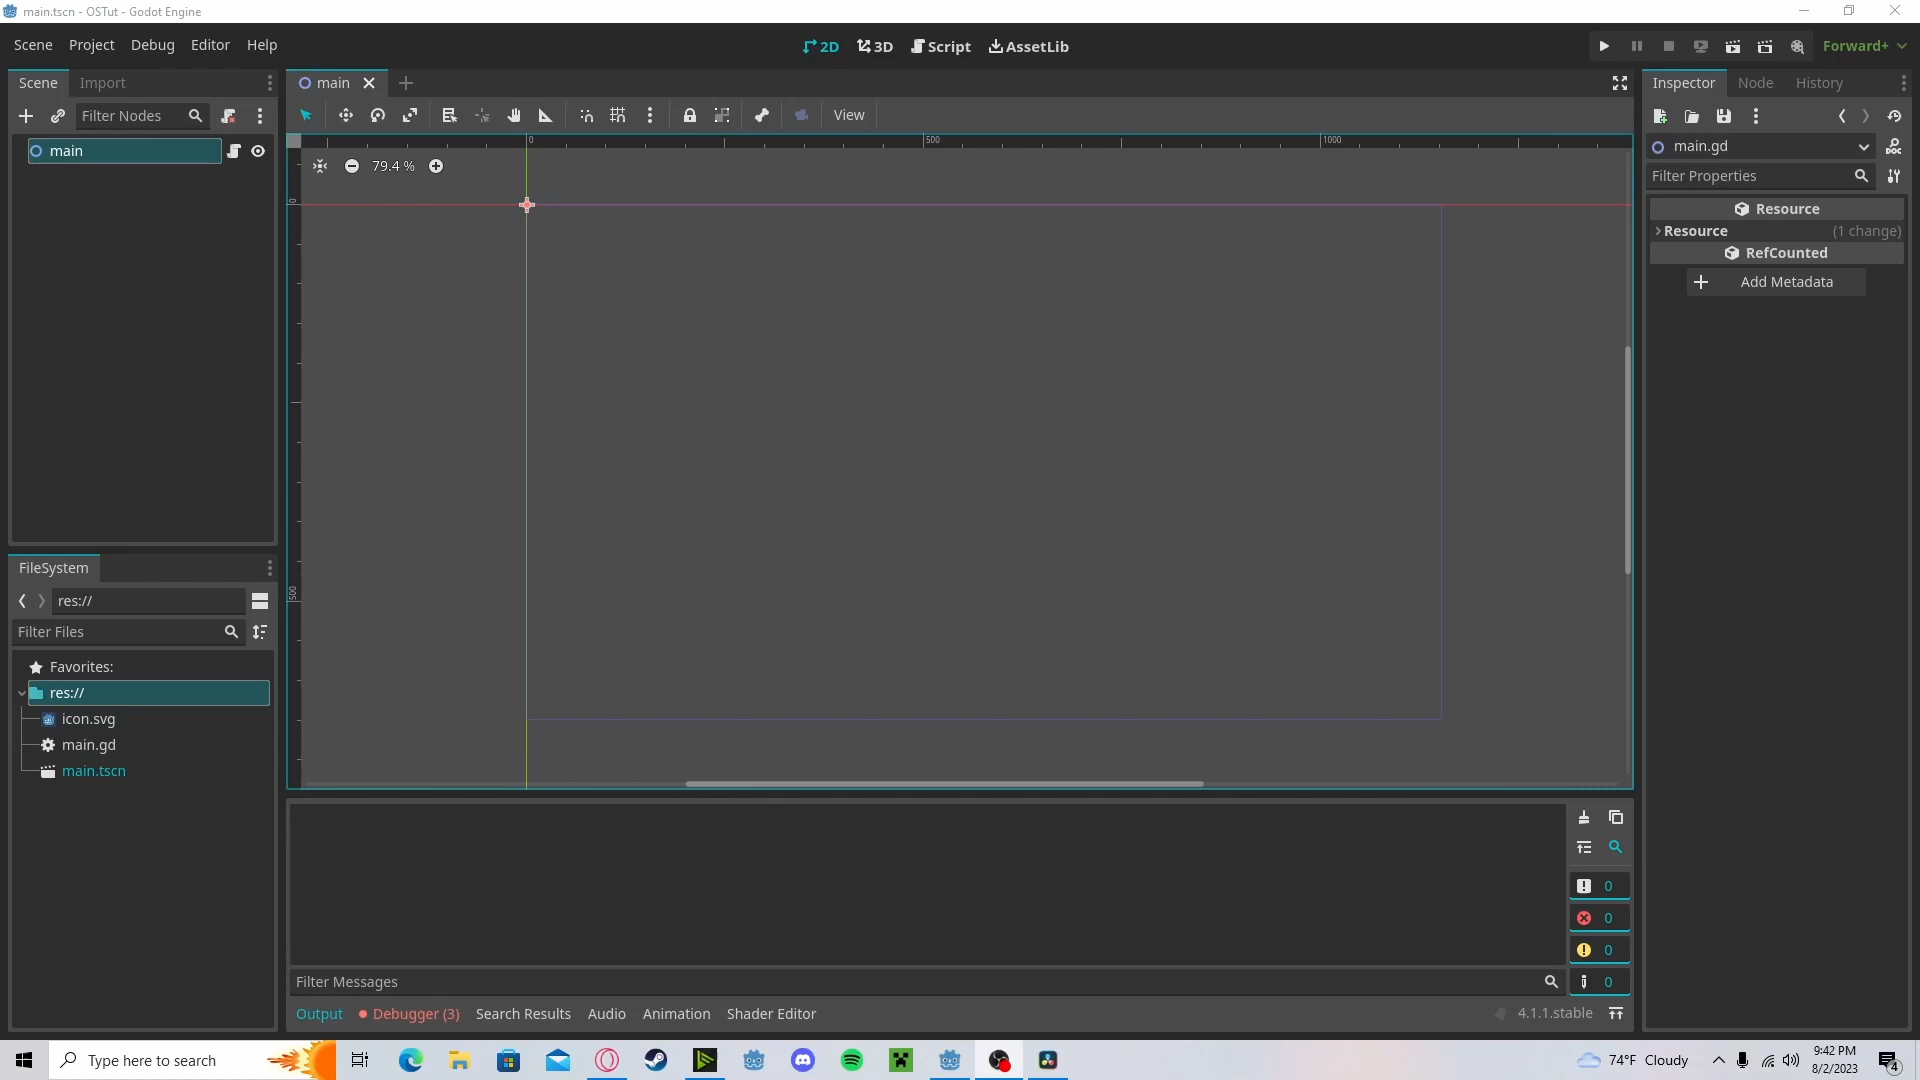 main.tscn - OSTut - Godot Engine
Scene Project Debug Editor Help
2D 3D Script AssetLib
Forward+
Scene Import
main
Inspector Node History
Filter Nodes
View
main
79.4 %
0 500 1000
0
500
main.gd
Filter Properties
Resource
Resource (1 change)
RefCounted
Add Metadata
FileSystem
res://
Filter Files
Favorites:
res://
icon.svg
main.gd
main.tscn
0
0
0
0
Filter Messages
Output Debugger (3) Search Results Audio Animation Shader Editor
4.1.1.stable
Type here to search
74°F Cloudy
9:42 PM
8/2/2023
4